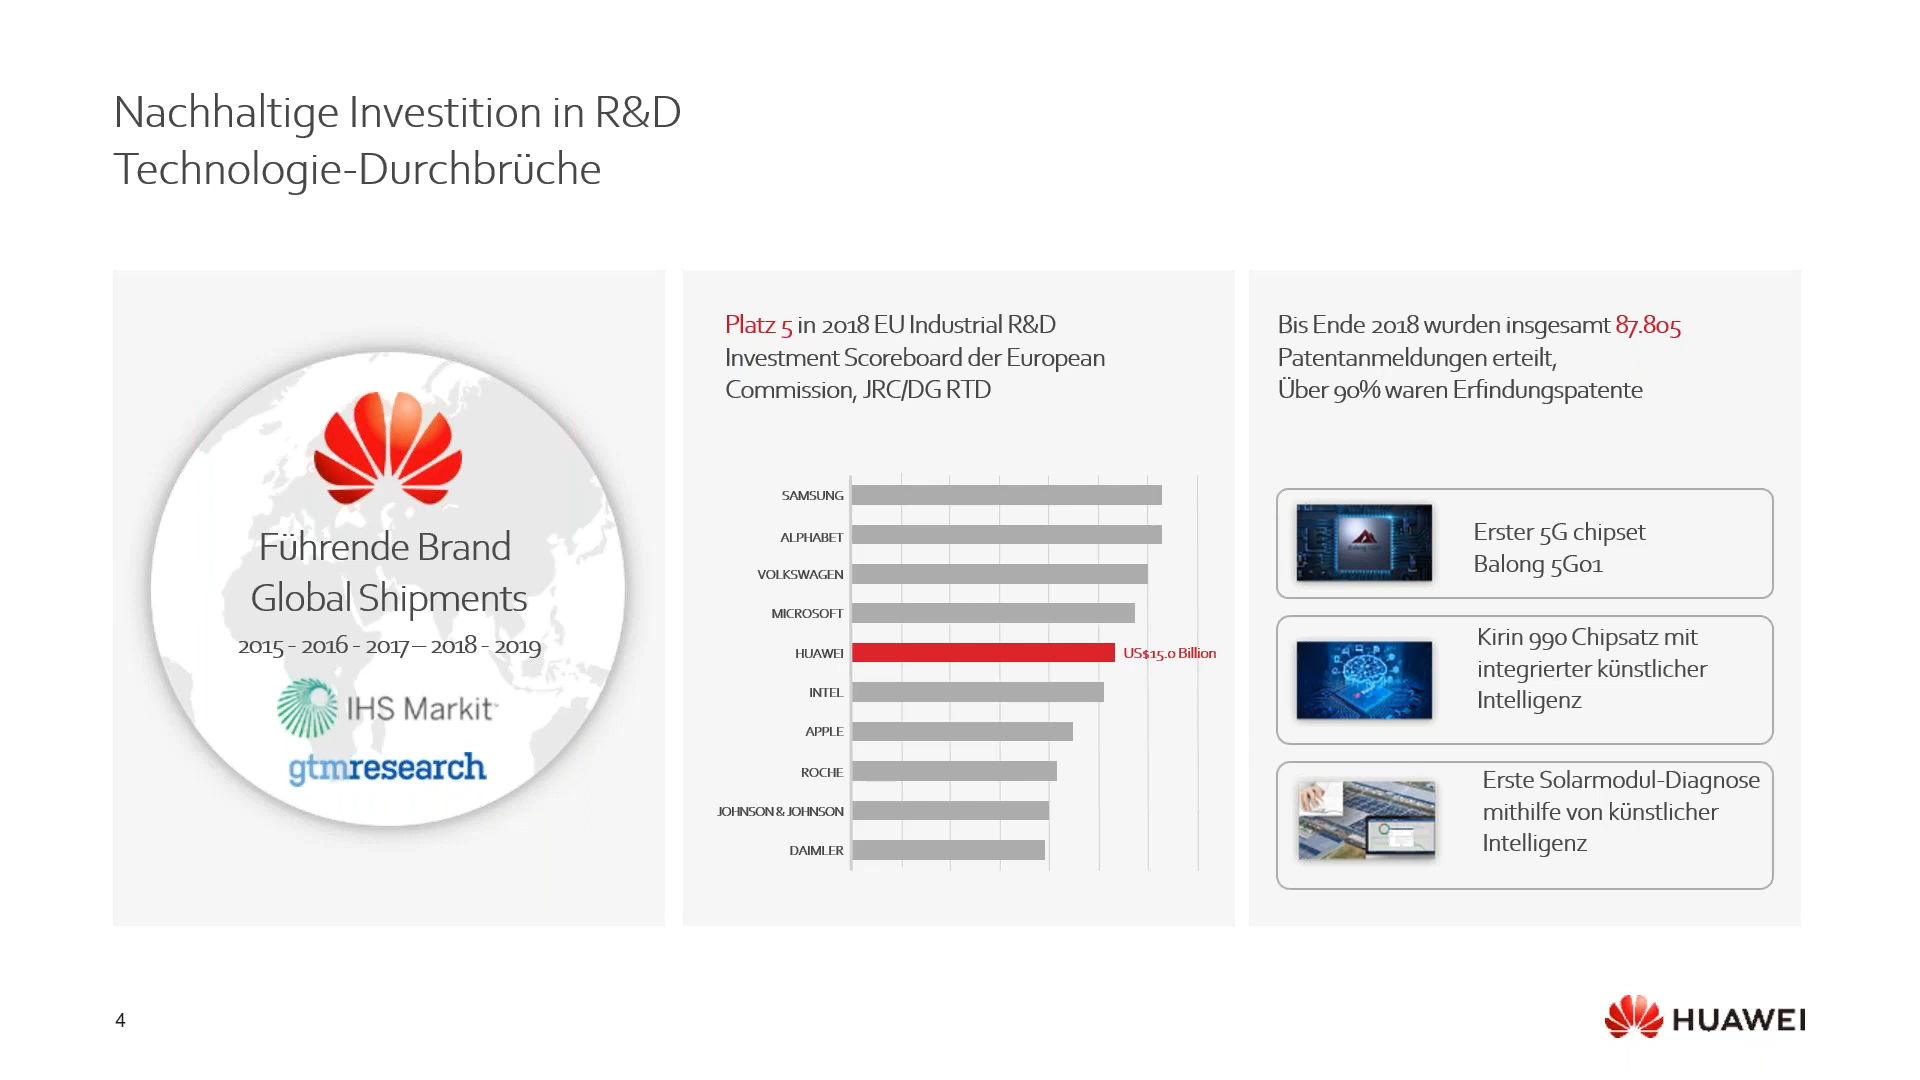 Nachhaltige Investition in R&D
Technologie-Durchbrüche
Führende Brand
Global Shipments
2015 - 2016 - 2017 – 2018 - 2019
IHS Markit™
gtmresearch
Platz 5 in 2018 EU Industrial R&D
Investment Scoreboard der European
Commission, JRC/DG RTD
SAMSUNG
ALPHABET
VOLKSWAGEN
MICROSOFT
HUAWEI US$15.0 Billion
INTEL
APPLE
ROCHE
JOHNSON & JOHNSON
DAIMLER
Bis Ende 2018 wurden insgesamt 87.805
Patentanmeldungen erteilt,
Über 90% waren Erfindungspatente
Erster 5G chipset
Balong 5G01
Kirin 990 Chipsatz mit
integrierter künstlicher
Intelligenz
Erste Solarmodul-Diagnose
mithilfe von künstlicher
Intelligenz
4
HUAWEI